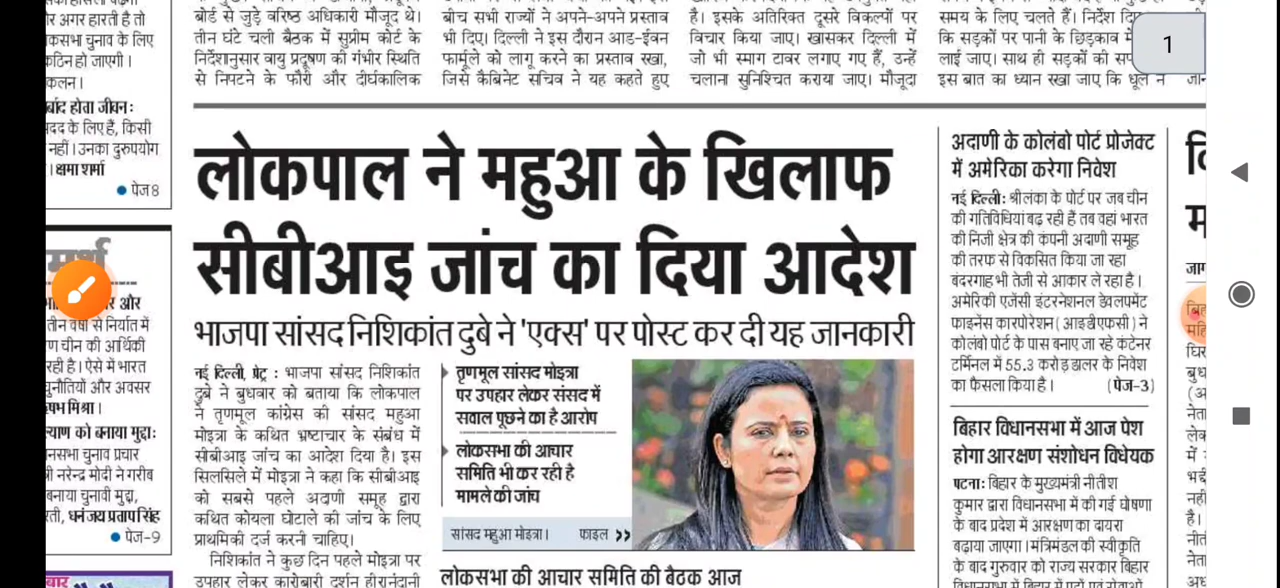 बोर्ड से जुड़े वरिष्ठ अधिकारी मौजूद थे।
तीन घंटे चली बैठक में सुप्रीम कोर्ट के
निर्देशानुसार वायु प्रदूषण की गंभीर स्थिति
से निपटने के फौरी और दीर्घकालिक
बीच सभी राज्यों ने अपने-अपने प्रस्ताव
भी दिए। दिल्ली ने इस दौरान आड-ईवन
फार्मूले को लागू करने का प्रस्ताव रखा,
जिसे कैबिनेट सचिव ने यह कहते हुए
हैं। इसके अतिरिक्त दूसरे विकल्पों पर
विचार किया जाए। खासकर दिल्ली में
जो भी स्माग टावर लगाए गए हैं, उन्हें
चलाना सुनिश्चित कराया जाए। मौजूदा
समय के लिए चलते हैं। निर्देश
कि सड़कों पर पानी के छिड़काव
लाई जाए। साथ ही सड़कों की
इस बात का ध्यान रखा जाए कि धूल न
1
अगर हारती है तो
चुनाव के लिए
कठिन हो जाएगी।
होता जीवन:
के लिए हैं, किसी
नहीं। उनका दुरुपयोग
। क्षमा शर्मा
● पेज 8
और
तीन वर्षों से निर्यात में
चीन की आर्थिकी
रही है। ऐसे में भारत
चुनौतियों और अवसर
मिश्रा।
को बनाया मुद्दा:
चुनाव प्रचार
नरेन्द्र मोदी ने गरीब
बनाया चुनावी मुद्दा,
धनंजय प्रताप सिंह
● पेज-9
लोकपाल ने महुआ के खिलाफ
सीबीआइ जांच का दिया आदेश
भाजपा सांसद निशिकांत दुबे ने 'एक्स' पर पोस्ट कर दी यह जानकारी
नई दिल्ली, प्रेट्र : भाजपा सांसद निशिकांत
दुबे ने बुधवार को बताया कि लोकपाल
ने तृणमूल कांग्रेस की सांसद महुआ
मोइत्रा के कथित भ्रष्टाचार के संबंध में
सीबीआइ जांच का आदेश दिया है। इस
सिलसिले में मोइत्रा ने कहा कि सीबीआइ
को सबसे पहले अदाणी समूह द्वारा
कथित कोयला घोटाले की जांच के लिए
प्राथमिकी दर्ज करनी चाहिए।
निशिकांत ने कुछ दिन पहले मोइत्रा पर
उपहार लेकर कारोबारी दर्शन हीरानंदानी
तृणमूल सांसद मोइत्रा
पर उपहार लेकर संसद में
सवाल पूछने का है आरोप
लोकसभा की आचार
समिति भी कर रही है
मामले की जांच
सांसद महुआ मोइत्रा। फाइल
लोकसभा की आचार समिति की बैठक आज
अदाणी के कोलंबो पोर्ट प्रोजेक्ट
में अमेरिका करेगा निवेश
नई दिल्ली: श्रीलंका के पोर्ट पर जब चीन
की गतिविधियां बढ़ रही हैं तब वहां भारत
की निजी क्षेत्र की कंपनी अदाणी समूह
की तरफ से विकसित किया जा रहा
बंदरगाह भी तेजी से आकार ले रहा है।
अमेरिकी एजेंसी इंटरनेशनल डेवलपमेंट
फाइनेंस कारपोरेशन (आइडीएफसी) ने
कोलंबो पोर्ट के पास बनाए जा रहे कंटेनर
टर्मिनल में 55.3 करोड़ डालर के निवेश
का फैसला किया है। (पेज-3)
बिहार विधानसभा में आज पेश
होगा आरक्षण संशोधन विधेयक
पटना: बिहार के मुख्यमंत्री नीतीश
कुमार द्वारा विधानसभा में की गई घोषणा
के बाद प्रदेश में आरक्षण का दायरा
बढ़ाया जाएगा। मंत्रिमंडल की स्वीकृति
के बाद गुरुवार को राज्य सरकार बिहार